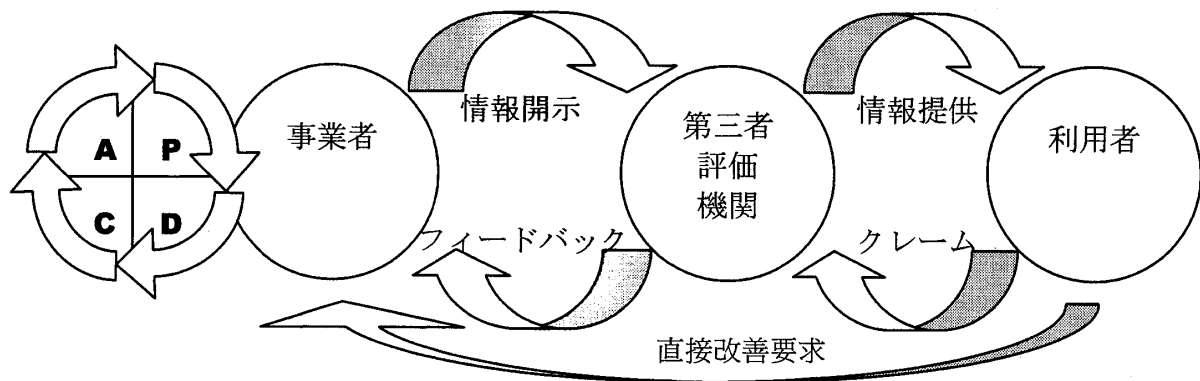 A P
C D
事業者
情報開示
第三者
評価
機関
情報提供
利用者
フィードバック
クレーム
直接改善要求